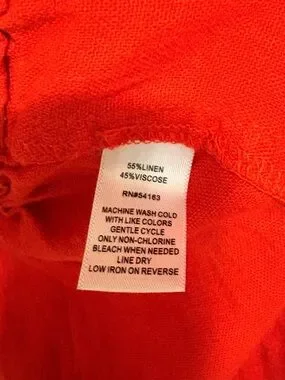 55%LINEN
45%VISCOSE
RN#54163
MACHINE WASH COLD
WITH LIKE COLORS
GENTLE CYCLE
ONLY NON-CHLORINE
BLEACH WHEN NEEDED
LINE DRY
LOW IRON ON REVERSE